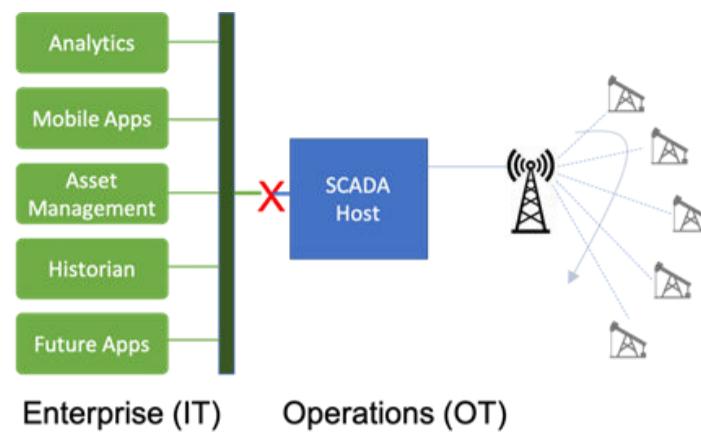 Analytics
Mobile Apps
Asset
Management
Historian
Future Apps
X
SCADA
Host
Enterprise (IT)
Operations (OT)